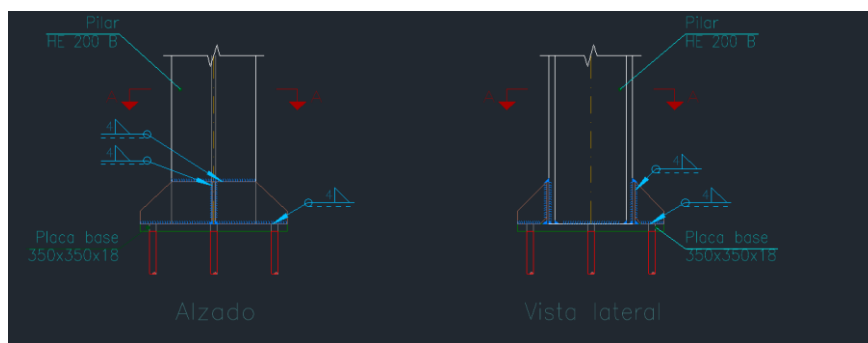 Pilar
HE 200 B
Pilar
HE 200 B
4
4
4
4
4
Placa base
350x350x18
Placa base
350x350x18
Alzado
Vista lateral